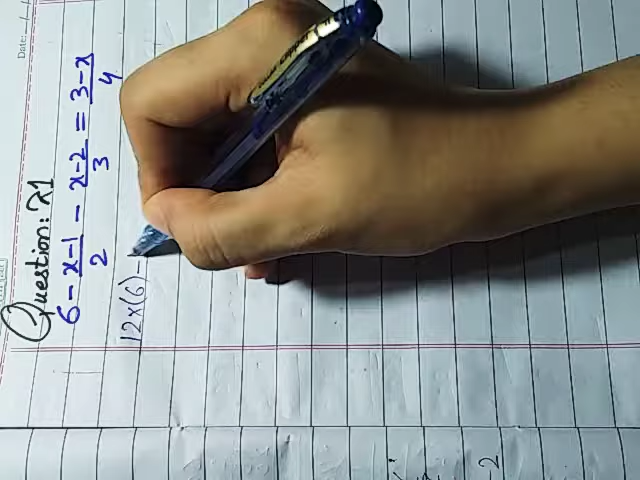 Date:
Question: 21
6 - x-1/2 - x-2/3 = 3-x/4
12×(6) -